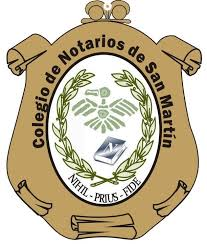 Colegio de Notarios de San Martín
NIHIL - PRIUS - FIDE